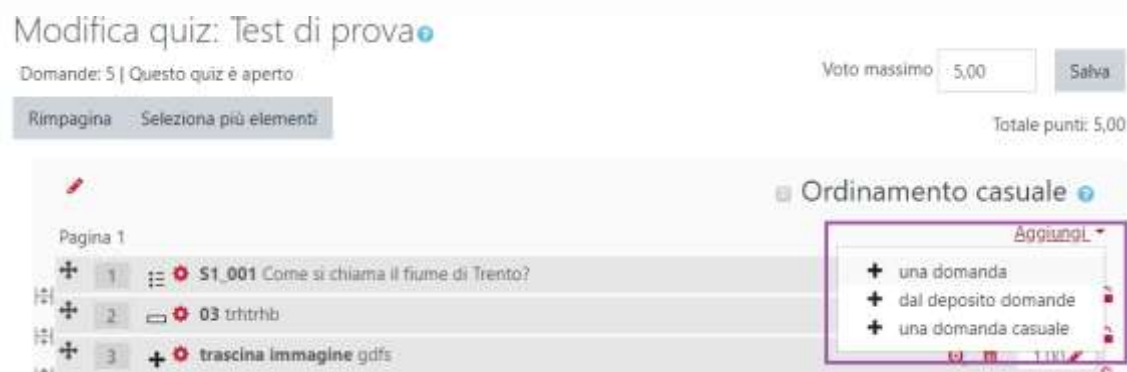 Modifica quiz: Test di prova
Domande: 5 | Questo quiz è aperto
Voto massimo 5,00 Salva
Rimpagina Seleziona più elementi
Totale punti: 5,00
Ordinamento casuale
Pagina 1
Aggiungi
1 S1_001 Come si chiama il fiume di Trento?
2 03 trhtrhb
3 trascina immagine gdfs
+ una domanda
+ dal deposito domande
+ una domanda casuale
1,00